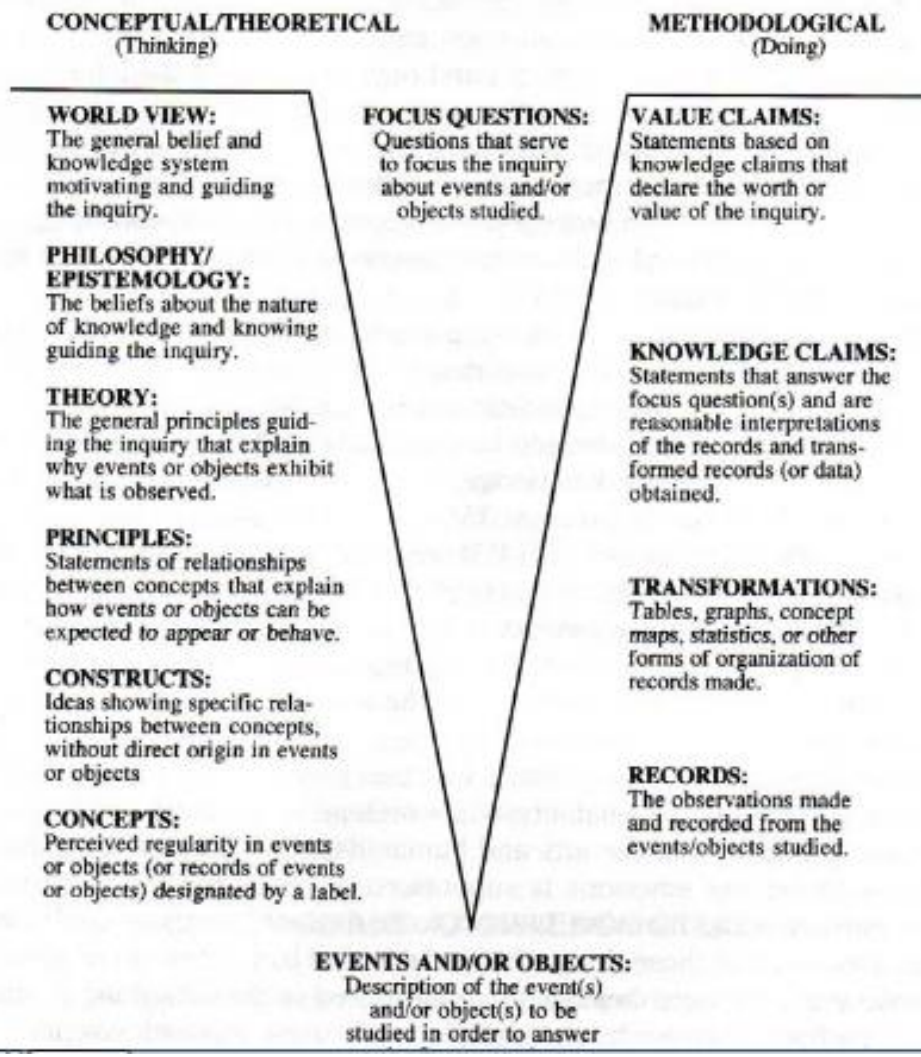 CONCEPTUAL/THEORETICAL
(Thinking)
METHODOLOGICAL
(Doing)
WORLD VIEW:
The general belief and
knowledge system
motivating and guiding
the inquiry.
PHILOSOPHY/
EPISTEMOLOGY:
The beliefs about the nature
of knowledge and knowing
guiding the inquiry.
THEORY:
The general principles guid-
ing the inquiry that explain
why events or objects exhibit
what is observed.
PRINCIPLES:
Statements of relationships
between concepts that explain
how events or objects can be
expected to appear or behave.
CONSTRUCTS:
Ideas showing specific rela-
tionships between concepts,
without direct origin in events
or objects
CONCEPTS:
Perceived regularity in events
or objects (or records of events
or objects) designated by a label.
FOCUS QUESTIONS:
Questions that serve
to focus the inquiry
about events and/or
objects studied.
VALUE CLAIMS:
Statements based on
knowledge claims that
declare the worth or
value of the inquiry.
KNOWLEDGE CLAIMS:
Statements that answer the
focus question(s) and are
reasonable interpretations
of the records and trans-
formed records (or data)
obtained.
TRANSFORMATIONS:
Tables, graphs, concept
maps, statistics, or other
forms of organization of
records made.
RECORDS:
The observations made
and recorded from the
events/objects studied.
EVENTS AND/OR OBJECTS:
Description of the event(s)
and/or object(s) to be
studied in order to answer